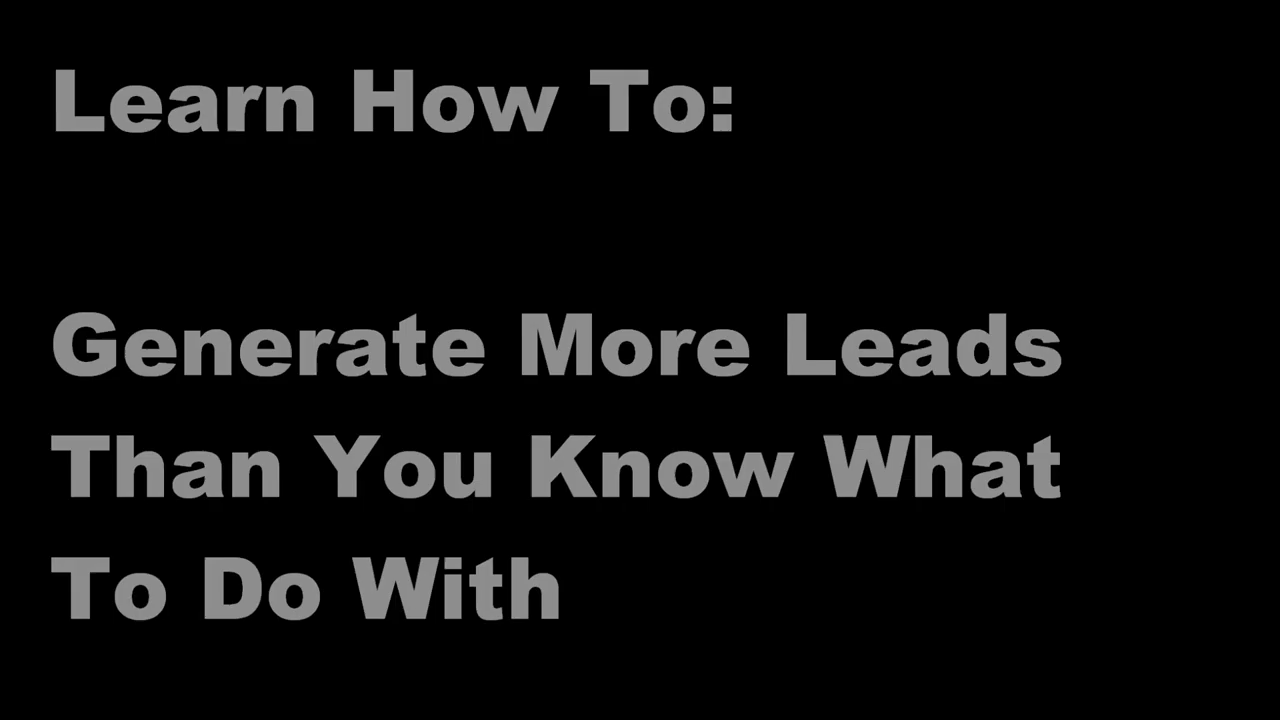 Learn How To:
Generate More Leads
Than You Know What
To Do With